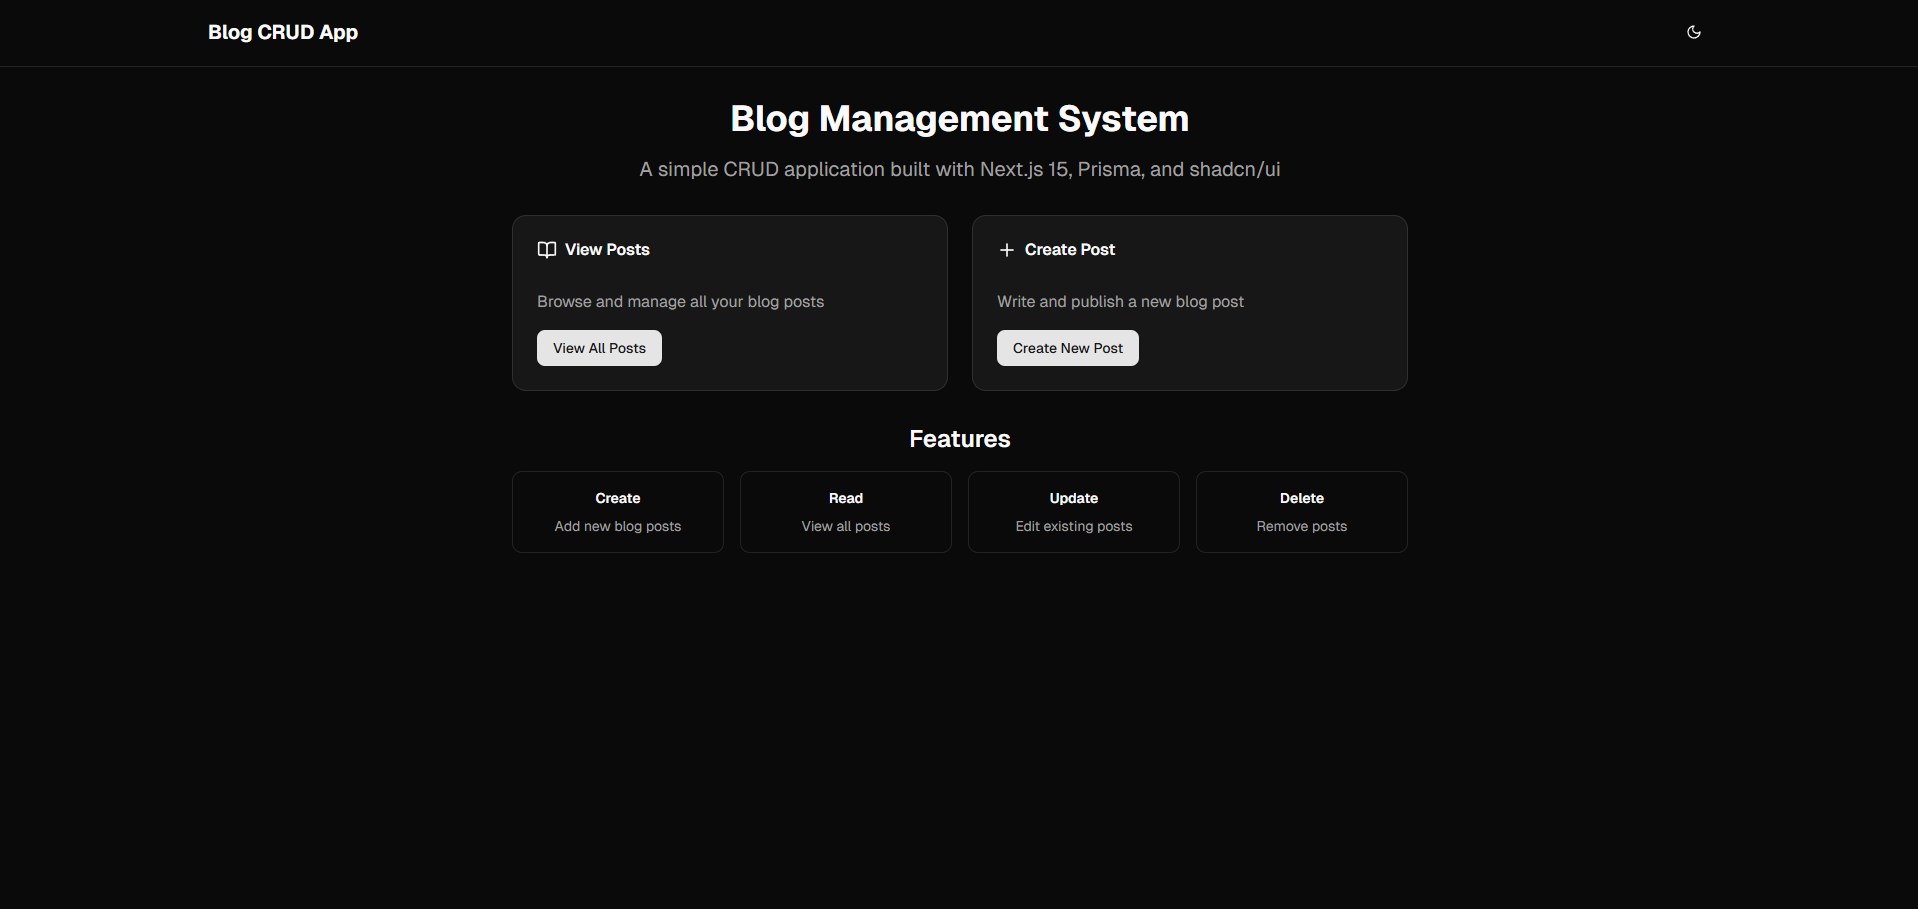 Blog CRUD App
Blog Management System
A simple CRUD application built with Next.js 15, Prisma, and shadcn/ui
View Posts
Browse and manage all your blog posts
View All Posts
Create Post
Write and publish a new blog post
Create New Post
Features
Create
Add new blog posts
Read
View all posts
Update
Edit existing posts
Delete
Remove posts